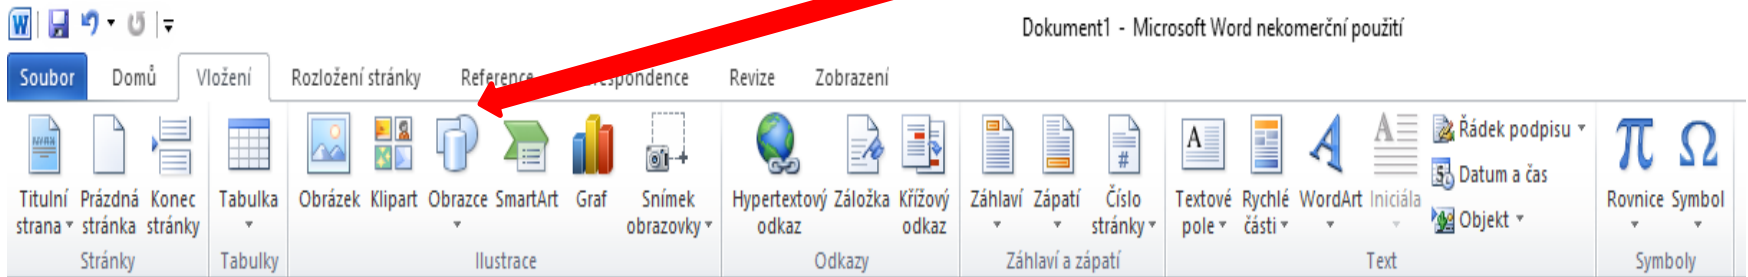 Dokument1 - Microsoft Word nekomerční použití
Soubor Domů Vložení Rozložení stránky Reference Revize Zobrazení
Titulní strana
Prázdná stránka
Konec stránky
Stránky
Tabulka
Tabulky
Obrázek
Klipart
Obrazce
SmartArt
Graf
Snímek obrazovky
Ilustrace
Hypertextový odkaz
Záložka
Křížový odkaz
Odkazy
Záhlaví
Zápatí
Číslo stránky
Záhlaví a zápatí
Textové pole
Rychlé části
WordArt
Iniciála
Řádek podpisu
Datum a čas
Objekt
Text
Rovnice
Symbol
Symboly